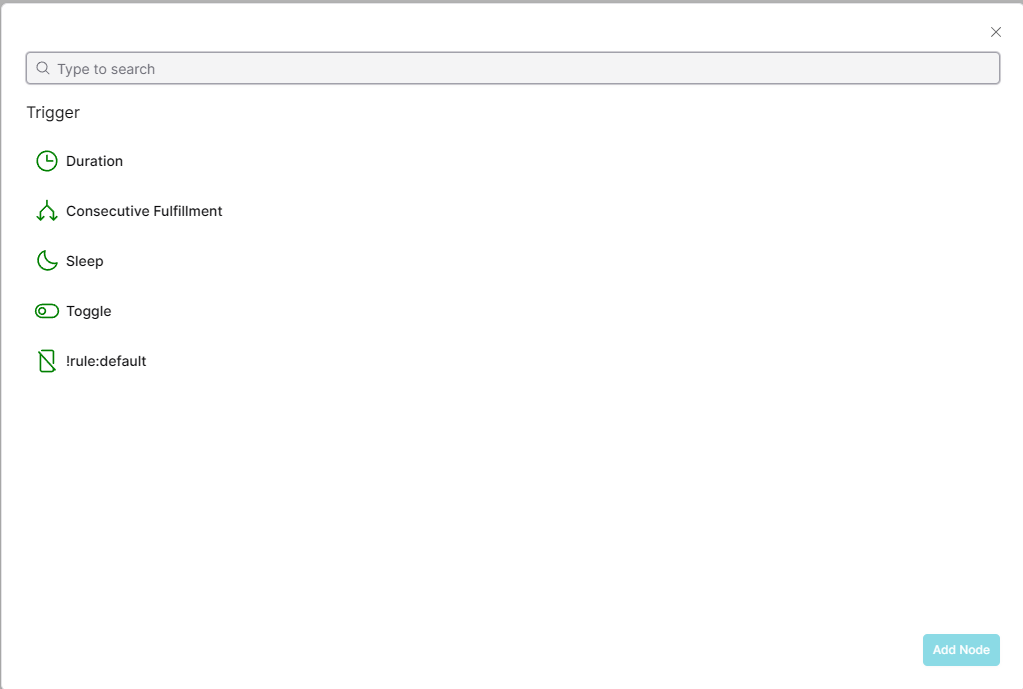 Type to search
Trigger
Duration
Consecutive Fulfillment
Sleep
Toggle
!rule:default
Add Node